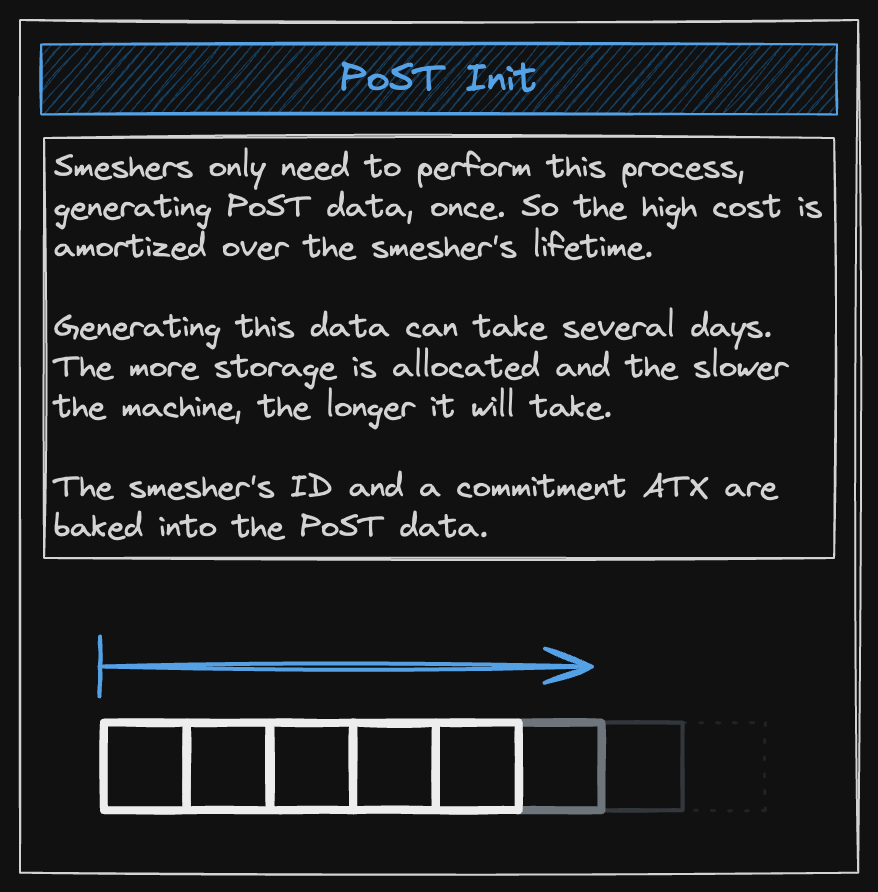 PoST Init
Smeshers only need to perform this process,
generating PoST data, once. So the high cost is
amortized over the smesher's lifetime.
Generating this data can take several days.
The more storage is allocated and the slower
the machine, the longer it will take.
The smesher's ID and a commitment ATX are
baked into the PoST data.